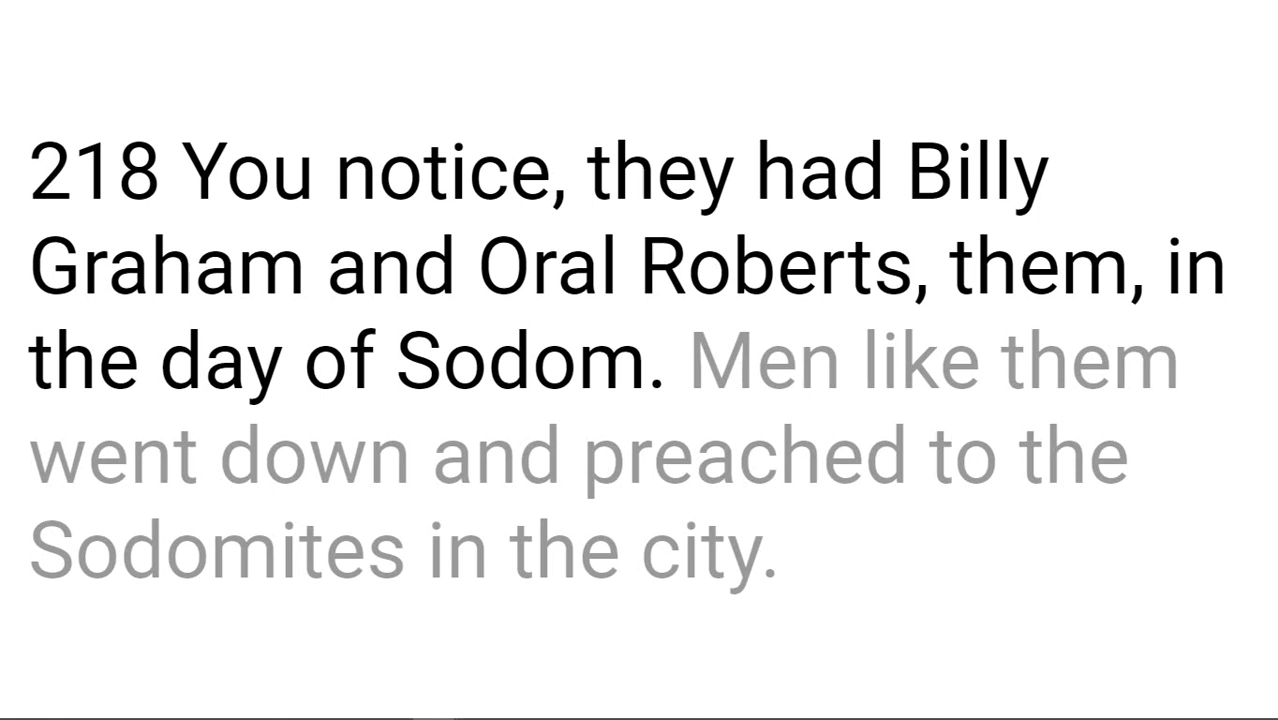 218 You notice, they had Billy
Graham and Oral Roberts, them, in
the day of Sodom. Men like them
went down and preached to the
Sodomites in the city.